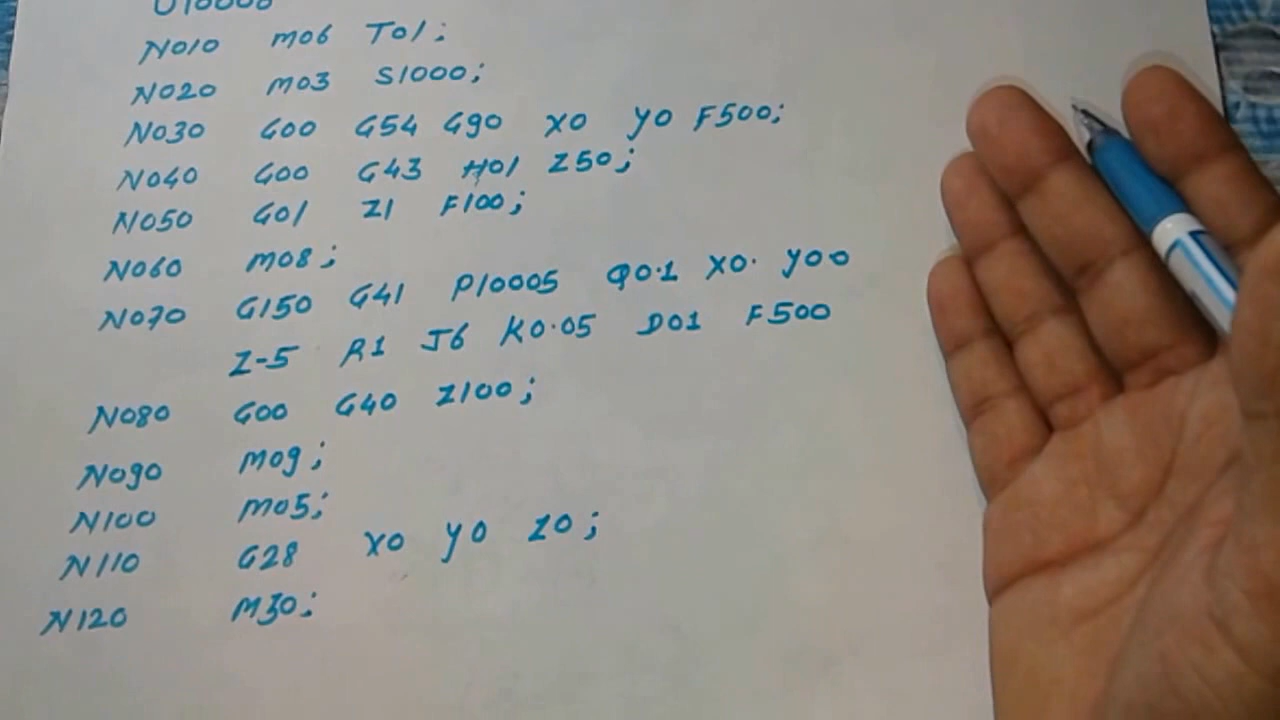 N010 M06 T01;
N020 M03 S1000;
N030 G00 G54 G90 X0 Y0 F500;
N040 G00 G43 H01 Z50;
N050 G01 Z1 F100;
N060 M08;
N070 G150 G41 P10005 Q0.1 X0. Y00
Z-5 R1 J6 K0.05 D01 F500
N080 G00 G40 Z100;
N090 M09;
N100 M05;
N110 G28 X0 Y0 Z0;
N120 M30;